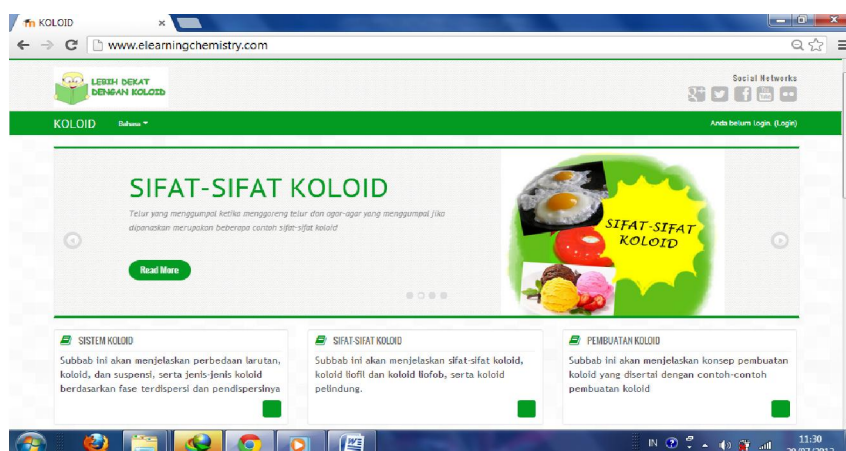 KOLOID
www.elearningchemistry.com
LEBIH DEKAT
DENGAN KOLOID
Social Networks
KOLOID Bahasa
Anda belum login. (Login)
SIFAT-SIFAT KOLOID
Telur yang menggumpal ketika menggoreng telur dan agar-agar yang menggumpal jika
dipanaskan merupakan beberapa contoh sifat-sifat koloid
Read More
SIFAT-SIFAT
KOLOID
SISTEM KOLOID
Subbab ini akan menjelaskan perbedaan larutan,
koloid, dan suspensi, serta jenis-jenis koloid
berdasarkan fase terdispersi dan pendispersinya
SIFAT-SIFAT KOLOID
Subbab ini akan menjelaskan sifat-sifat koloid,
koloid liofil dan koloid liofob, serta koloid
pelindung.
PEMBUATAN KOLOID
Subbab ini akan menjelaskan konsep pembuatan
koloid yang disertai dengan contoh-contoh
pembuatan koloid
IN
11:30